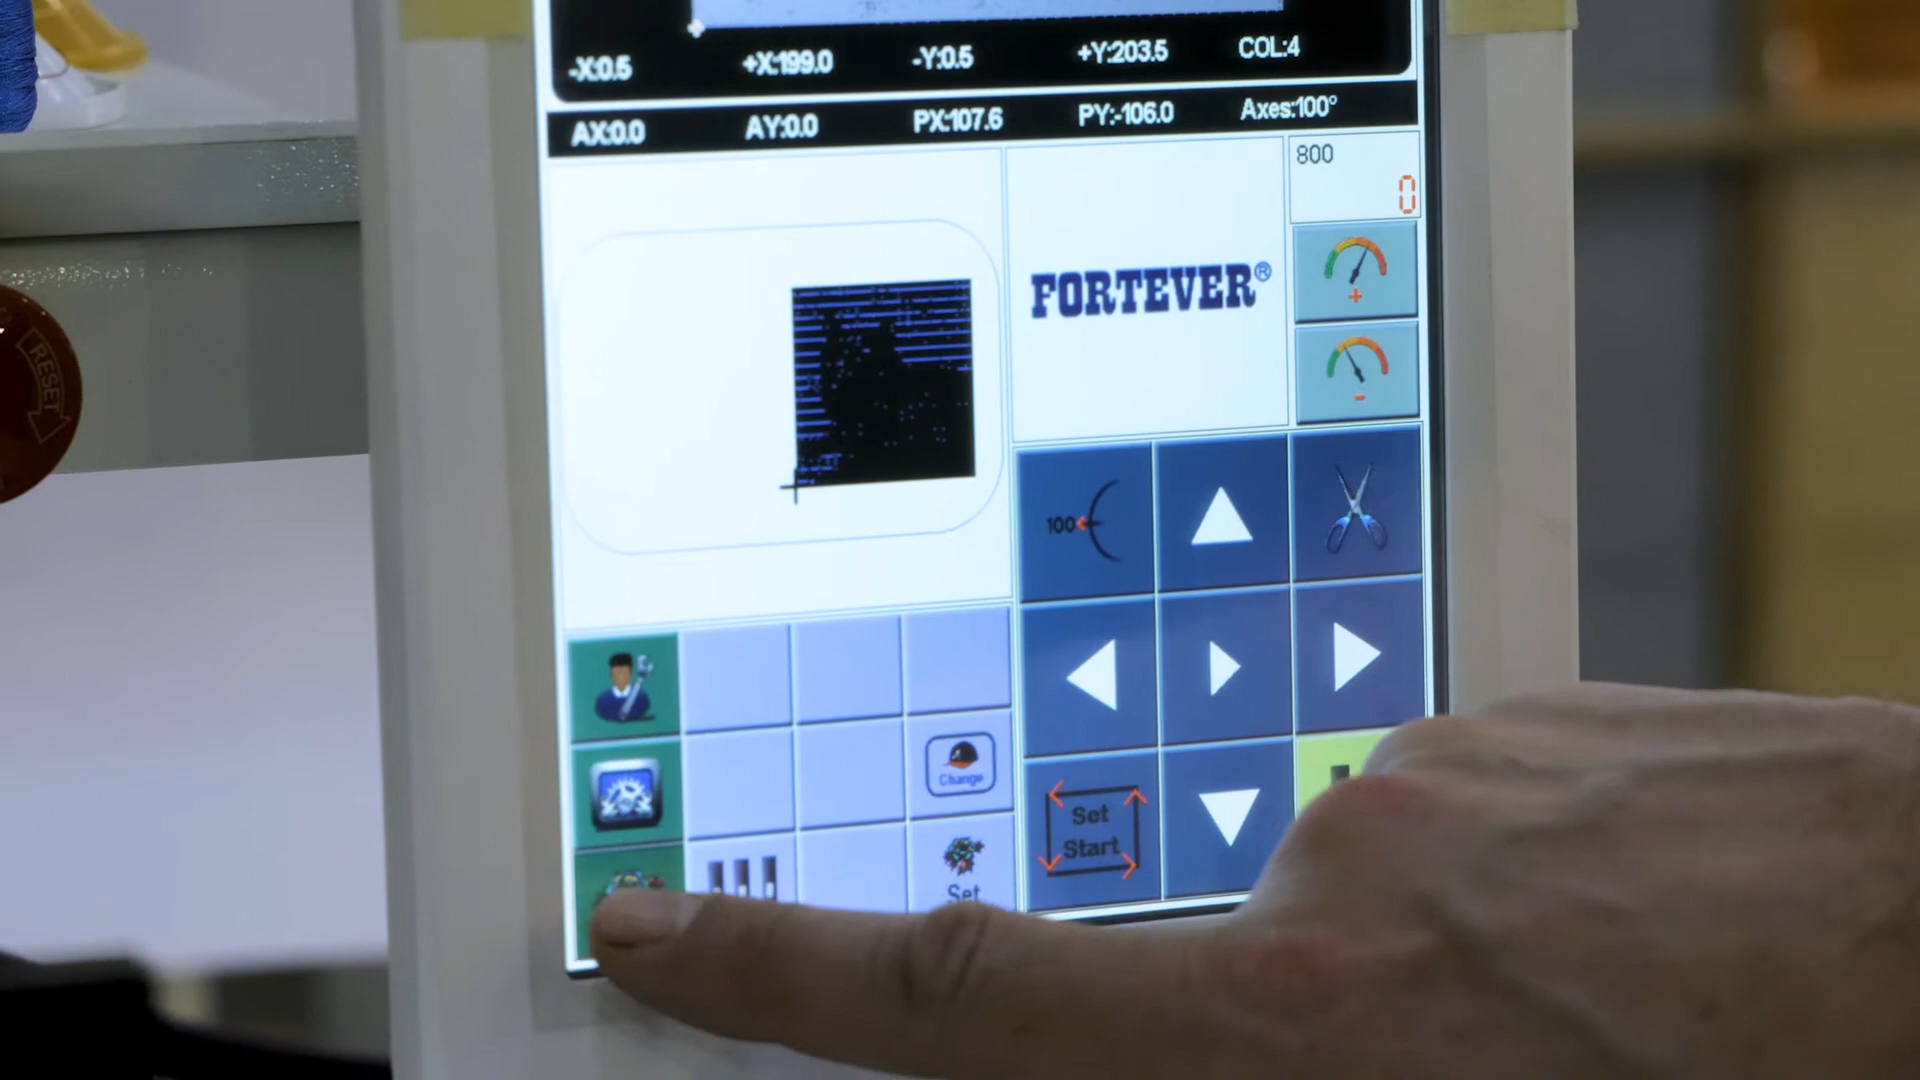 -X:0.5 +X:199.0 -Y:0.5 +Y:203.5 COL:4
AX:0.0 AY:0.0 PX:107.6 PY:-106.0 Axes:100°
800
0
FORTEVER®
+
-
100
RESET
Change
Set
Start
Set